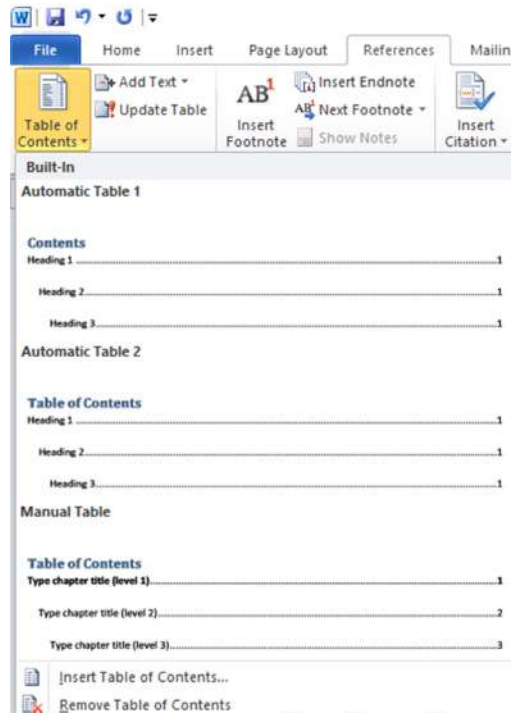 File Home Insert Page Layout References Mailin
Table of Contents
Add Text
Update Table
AB1 Insert Footnote
Insert Endnote
AB1 Next Footnote
Show Notes
Insert Citation
Built-In
Automatic Table 1
Contents
Heading 1 ........ 1
Heading 2 ........ 1
Heading 3 ........ 1
Automatic Table 2
Table of Contents
Heading 1 ........ 1
Heading 2 ........ 1
Heading 3 ........ 1
Manual Table
Table of Contents
Type chapter title (level 1) ........ 1
Type chapter title (level 2) ........ 2
Type chapter title (level 3) ........ 3
Insert Table of Contents...
Remove Table of Contents